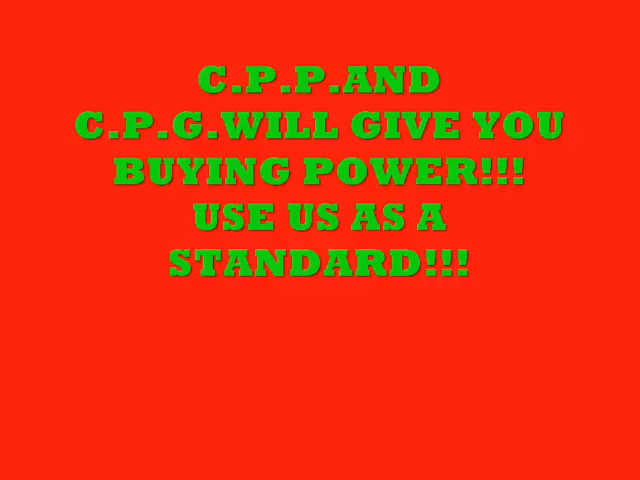 C.P.P.AND
C.P.G.WILL GIVE YOU
BUYING POWER!!!
USE US AS A
STANDARD!!!